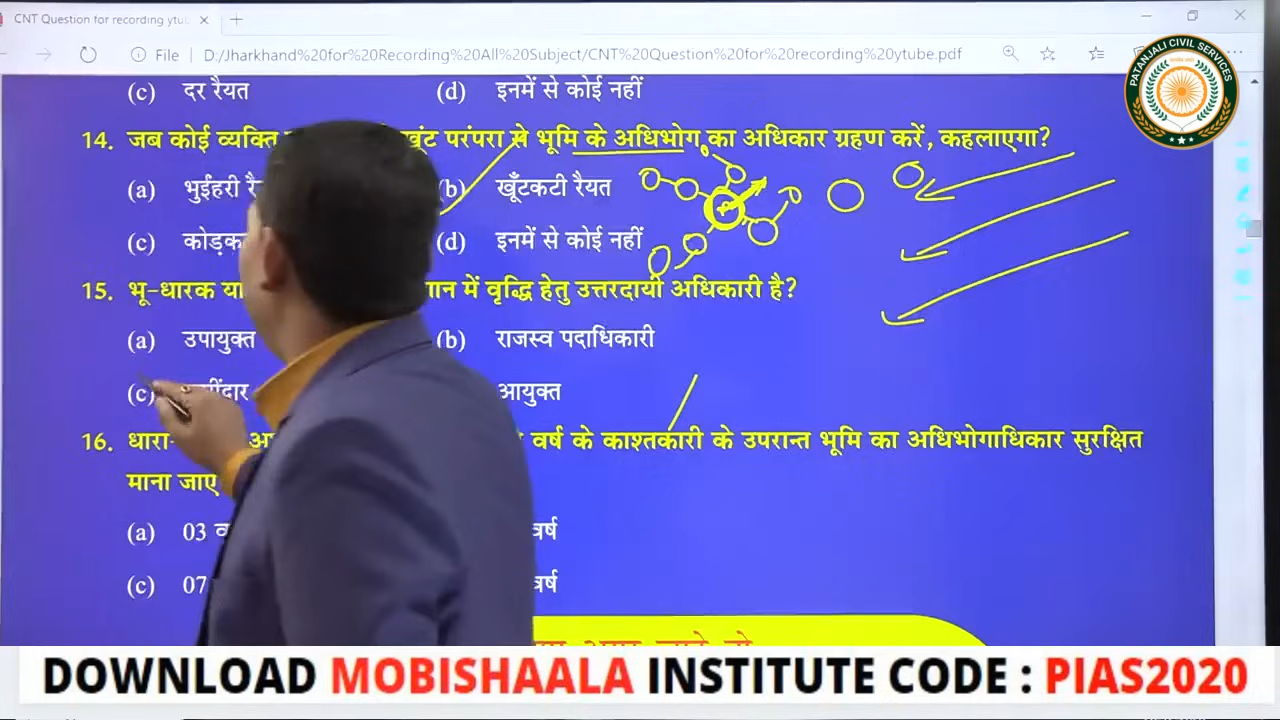 CNT Question for recording ytu
File D:/Jharkhand%20for%20Recording%20All%20Subject/CNT%20Question%20for%20recording%20ytube.pdf
PATANJALI CIVIL SERVICES
(c) दर रैयत (d) इनमें से कोई नहीं
14. जब कोई व्यक्ति खूंट परंपरा से भूमि के अधिभोग का अधिकार ग्रहण करें, कहलाएगा?
(a) भुईंहरी (b) खूँटकटी रैयत
(c) (d) इनमें से कोई नहीं
15. भू-धारक में वृद्धि हेतु उत्तरदायी अधिकारी है?
(a) उपायुक्त (b) राजस्व पदाधिकारी
(c) आयुक्त
16. वर्ष के काश्तकारी के उपरान्त भूमि का अधिभोगाधिकार सुरक्षित
माना जाए
(a) 03 वर्ष
(c) 07 वर्ष
DOWNLOAD MOBISHAALA INSTITUTE CODE : PIAS2020